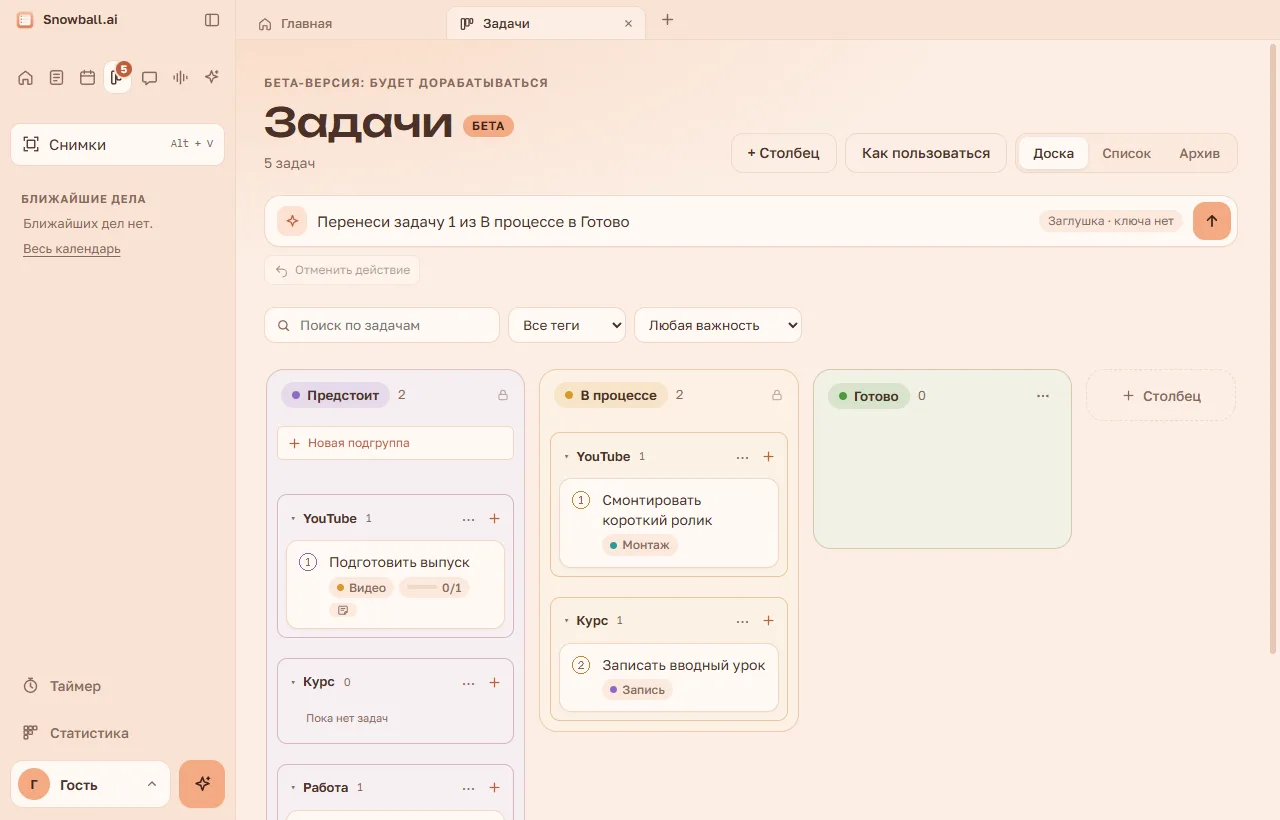 Snowball.ai
Главная
Задачи
5
Снимки
Alt + V
БЛИЖАЙШИЕ ДЕЛА
Ближайших дел нет.
Весь календарь
Таймер
Статистика
Г
Гость
БЕТА-ВЕРСИЯ: БУДЕТ ДОРАБАТЫВАТЬСЯ
Задачи БЕТА
5 задач
+ Столбец
Как пользоваться
Доска
Список
Архив
Перенеси задачу 1 из В процессе в Готово
Заглушка · ключа нет
Отменить действие
Поиск по задачам
Все теги
Любая важность
Предстоит 2
Новая подгруппа
YouTube 1
1 Подготовить выпуск
Видео 0/1
Курс 0
Пока нет задач
Работа 1
В процессе 2
YouTube 1
1 Смонтировать
короткий ролик
Монтаж
Курс 1
2 Записать вводный урок
Запись
Готово 0
+ Столбец